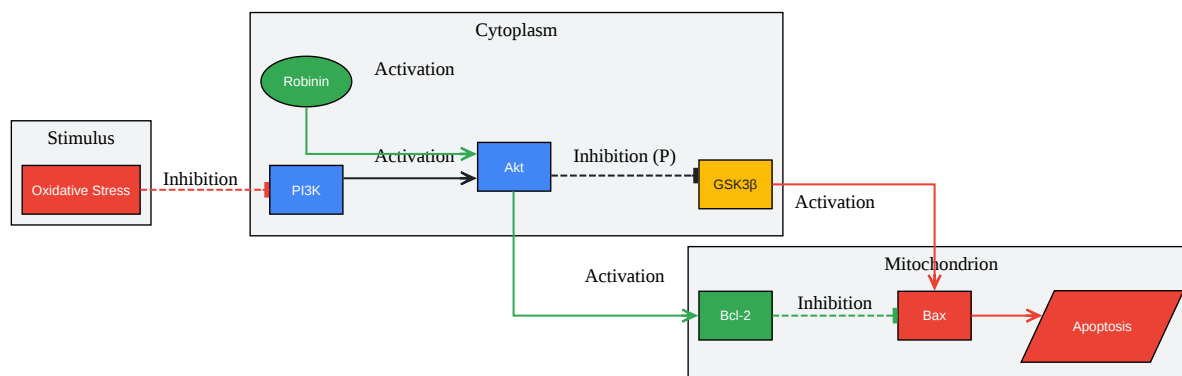 Cytoplasm
Robinin
Activation
Stimulus
Oxidative Stress
Inhibition
PI3K
Activation
Akt
Inhibition (P)
GSK3β
Activation
Activation
Mitochondrion
Bcl-2
Inhibition
Bax
Apoptosis